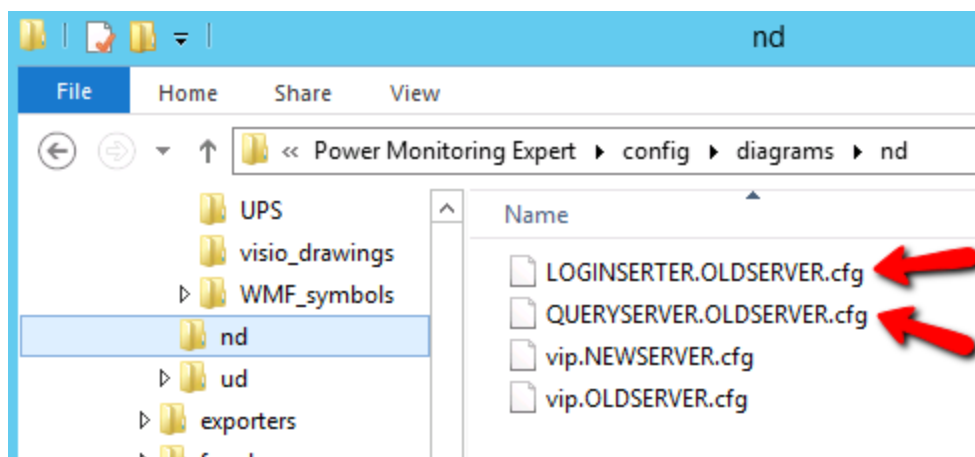 nd
File Home Share View
« Power Monitoring Expert config diagrams nd
UPS
visio_drawings
WMF_symbols
nd
ud
exporters
Name
LOGINSERTER.OLDSERVER.cfg
QUERYSERVER.OLDSERVER.cfg
vip.NEWSERVER.cfg
vip.OLDSERVER.cfg